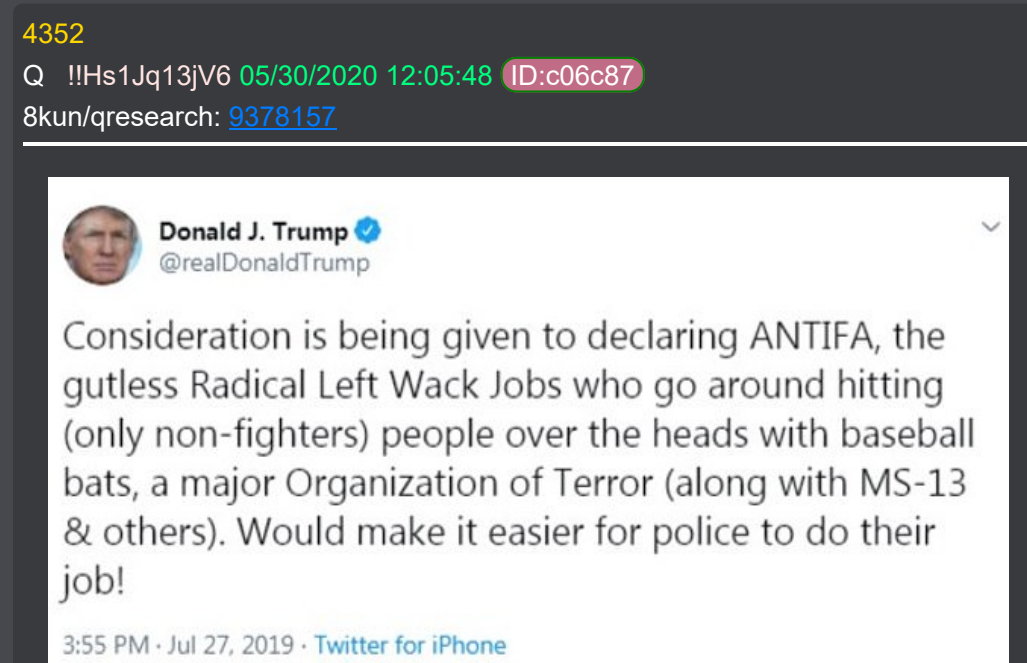 4352
Q !!Hs1Jq13jV6 05/30/2020 12:05:48 ID:c06c87
8kun/qresearch: 9378157
Donald J. Trump
@realDonaldTrump
Consideration is being given to declaring ANTIFA, the
gutless Radical Left Wack Jobs who go around hitting
(only non-fighters) people over the heads with baseball
bats, a major Organization of Terror (along with MS-13
& others). Would make it easier for police to do their
job!
3:55 PM · Jul 27, 2019 · Twitter for iPhone